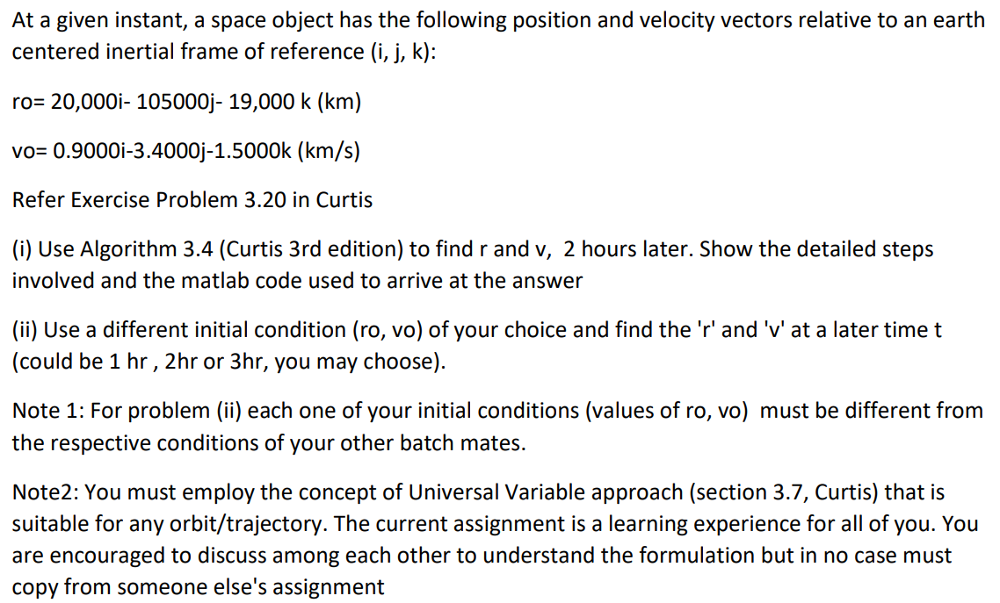 At a given instant, a space object has the following position and velocity vectors relative to an earth
centered inertial frame of reference (i, j, k):
ro= 20,000i- 105000j- 19,000 k (km)
vo= 0.9000i-3.4000j-1.5000k (km/s)
Refer Exercise Problem 3.20 in Curtis
(i) Use Algorithm 3.4 (Curtis 3rd edition) to find r and v,  2 hours later. Show the detailed steps
involved and the matlab code used to arrive at the answer
(ii) Use a different initial condition (ro, vo) of your choice and find the 'r' and 'v' at a later time t
(could be 1 hr , 2hr or 3hr, you may choose).
Note 1: For problem (ii) each one of your initial conditions (values of ro, vo)  must be different from
the respective conditions of your other batch mates.
Note2: You must employ the concept of Universal Variable approach (section 3.7, Curtis) that is
suitable for any orbit/trajectory. The current assignment is a learning experience for all of you. You
are encouraged to discuss among each other to understand the formulation but in no case must
copy from someone else's assignment